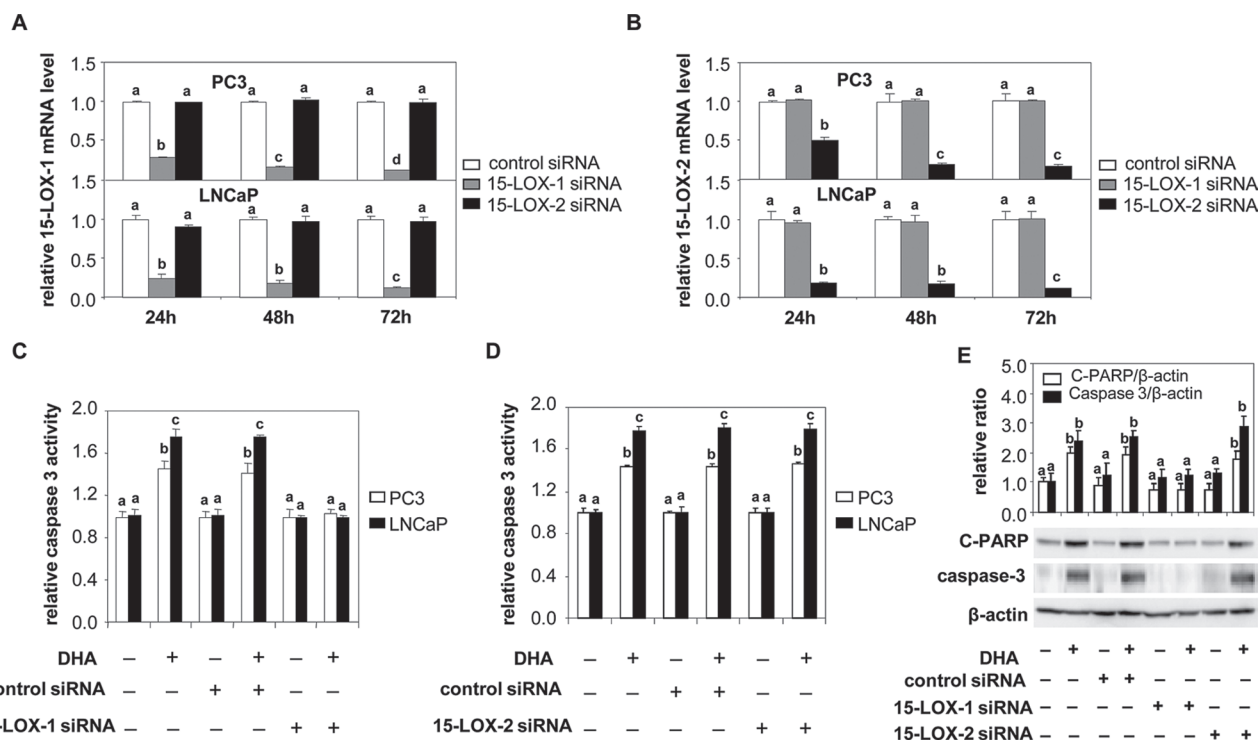 A
B
1.5
1.0
0.5
1.5
1.0
0.5
0.0
relative 15-LOX-1 mRNA level
PC3
a a a a a a
b c d
LNCaP
a a a a a a
b b c
24h 48h 72h
control siRNA
15-LOX-1 siRNA
15-LOX-2 siRNA
1.5
1.0
0.5
1.5
1.0
0.5
0.0
relative 15-LOX-2 mRNA level
PC3
a a a a a a
b c c
LNCaP
a a a a a a
b b c
24h 48h 72h
control siRNA
15-LOX-1 siRNA
15-LOX-2 siRNA
C
relative caspase 3 activity
2.0
1.6
1.2
0.8
0.4
0.0
a a b c a a b c a a a a
PC3
LNCaP
DHA – + – + – +
ontrol siRNA – – + + – –
-LOX-1 siRNA – – – – + +
D
relative caspase 3 activity
2.0
1.6
1.2
0.8
0.4
0.0
a a b c a a b c a a b c
PC3
LNCaP
DHA – + – + – +
control siRNA – – + + – –
15-LOX-2 siRNA – – – – + +
E
relative ratio
5.0
4.0
3.0
2.0
1.0
0.0
C-PARP/β-actin
Caspase 3/β-actin
a a b b a a b b a a a a a a b b
C-PARP
caspase-3
β-actin
DHA – + – + – + – +
control siRNA – – + + – – – –
15-LOX-1 siRNA – – – – + + – –
15-LOX-2 siRNA – – – – – – + +